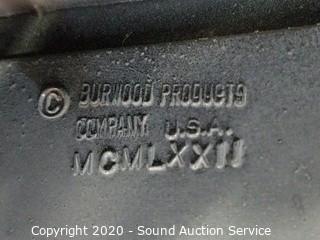 © BURWOOD PRODUCTS
COMPANY U.S.A.
MCMLXXII
Copyright © 2020 - Sound Auction Service